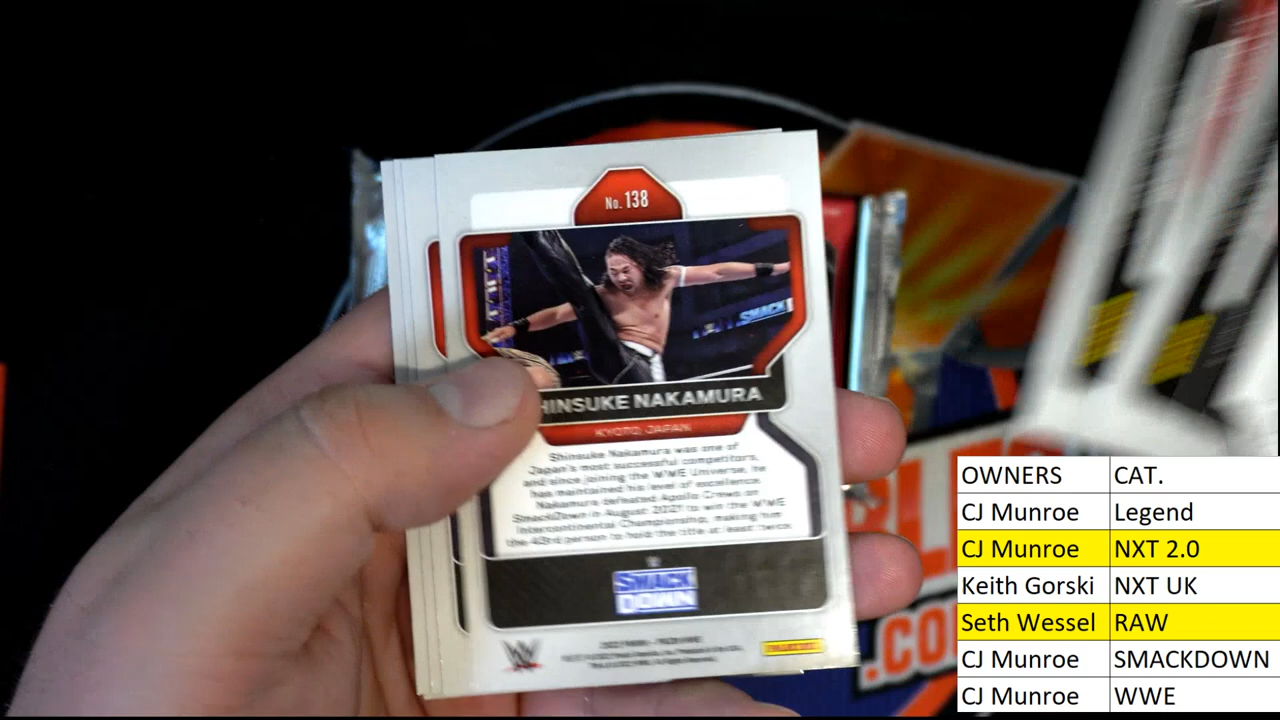 No. 138
SMACK
HINSUKE NAKAMURA
KYOTO, JAPAN
Shinsuke Nakamura was one of
Japan's most successful competitors,
and since joining the WWE Universe, he
has maintained his level of excellence.
Nakamura defeated Apollo Crews on
SmackDown in August 2021 to win the WWE
Intercontinental Championship, making him
the 43rd person to hold the title at least twice.
SMACK
DOWN
PANINI
.CO
OWNERS CAT.
CJ Munroe Legend
CJ Munroe NXT 2.0
Keith Gorski NXT UK
Seth Wessel RAW
CJ Munroe SMACKDOWN
CJ Munroe WWE